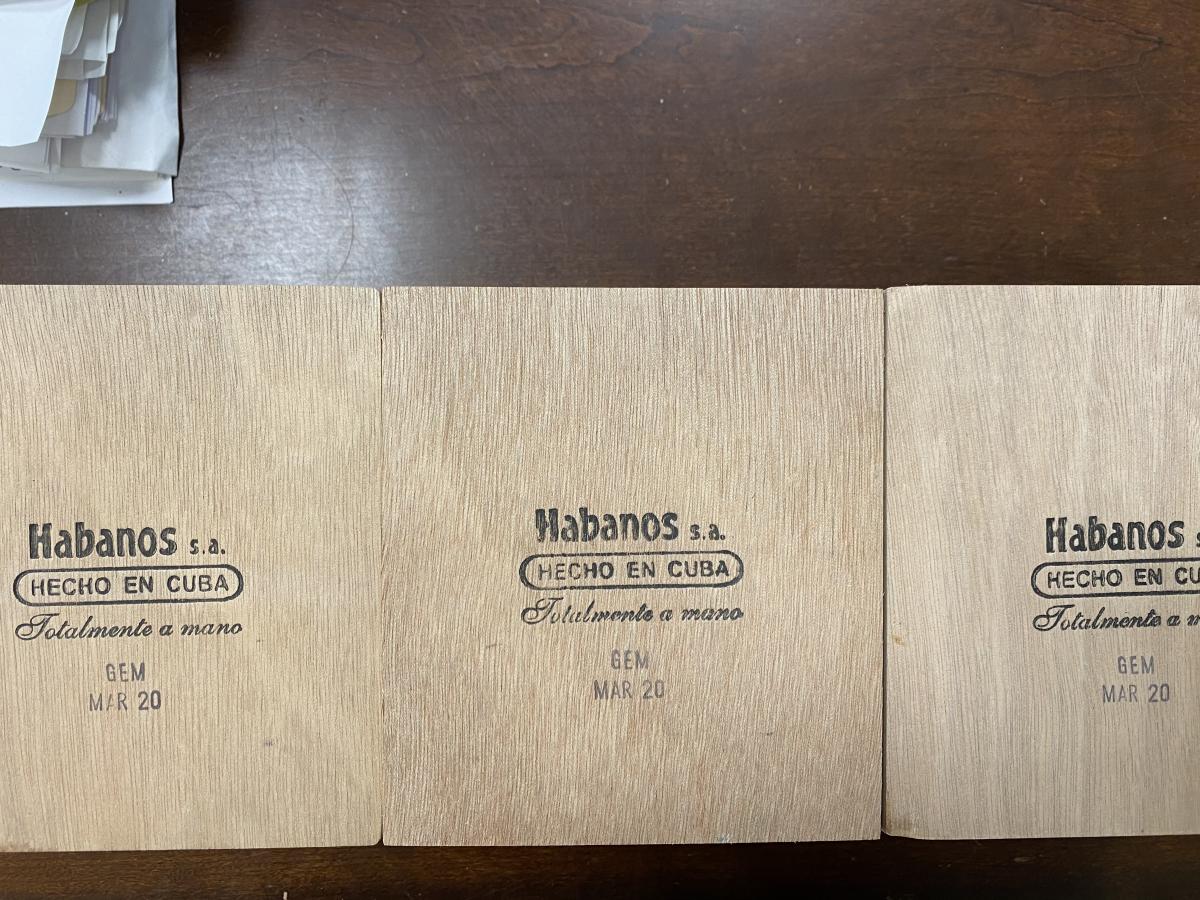 Habanos s.a.
HECHO EN CUBA
Totalmente a mano
GEM
MAR 20
Habanos s.a.
HECHO EN CUBA
Totalmente a mano
GEM
MAR 20
Habanos s
HECHO EN CU
Totalmente a m
GEM
MAR 20